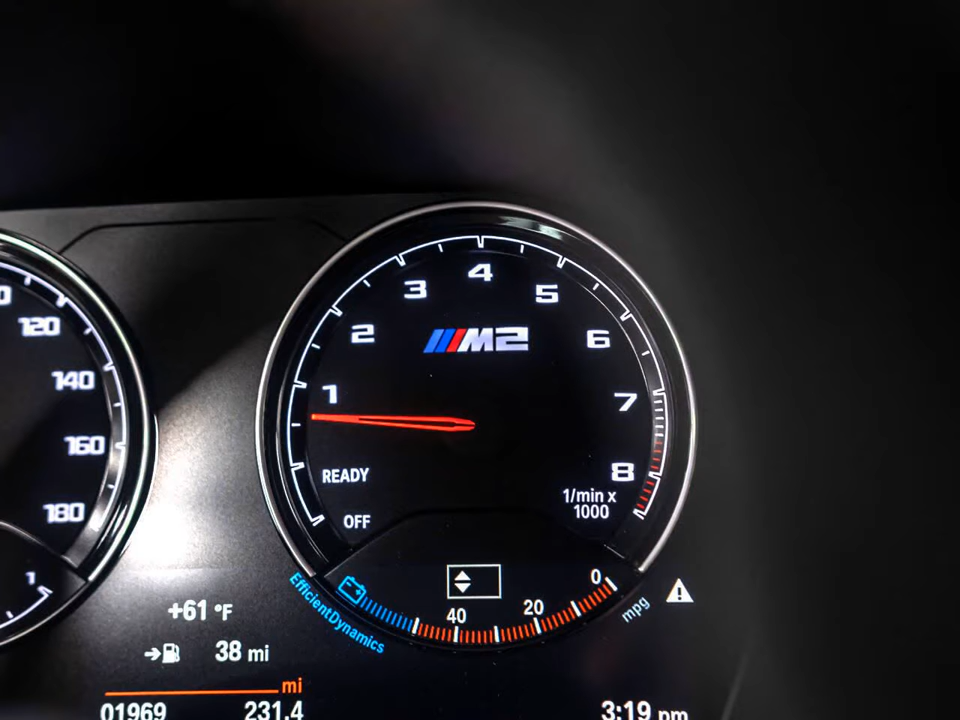 120
140
160
180
1
1
2
3
4
5
6
7
8
M2
READY
OFF
1/min x
1000
EfficientDynamics
40
20
0
mpg
+61 °F
38 mi
mi
01969
231.4
3:19 pm